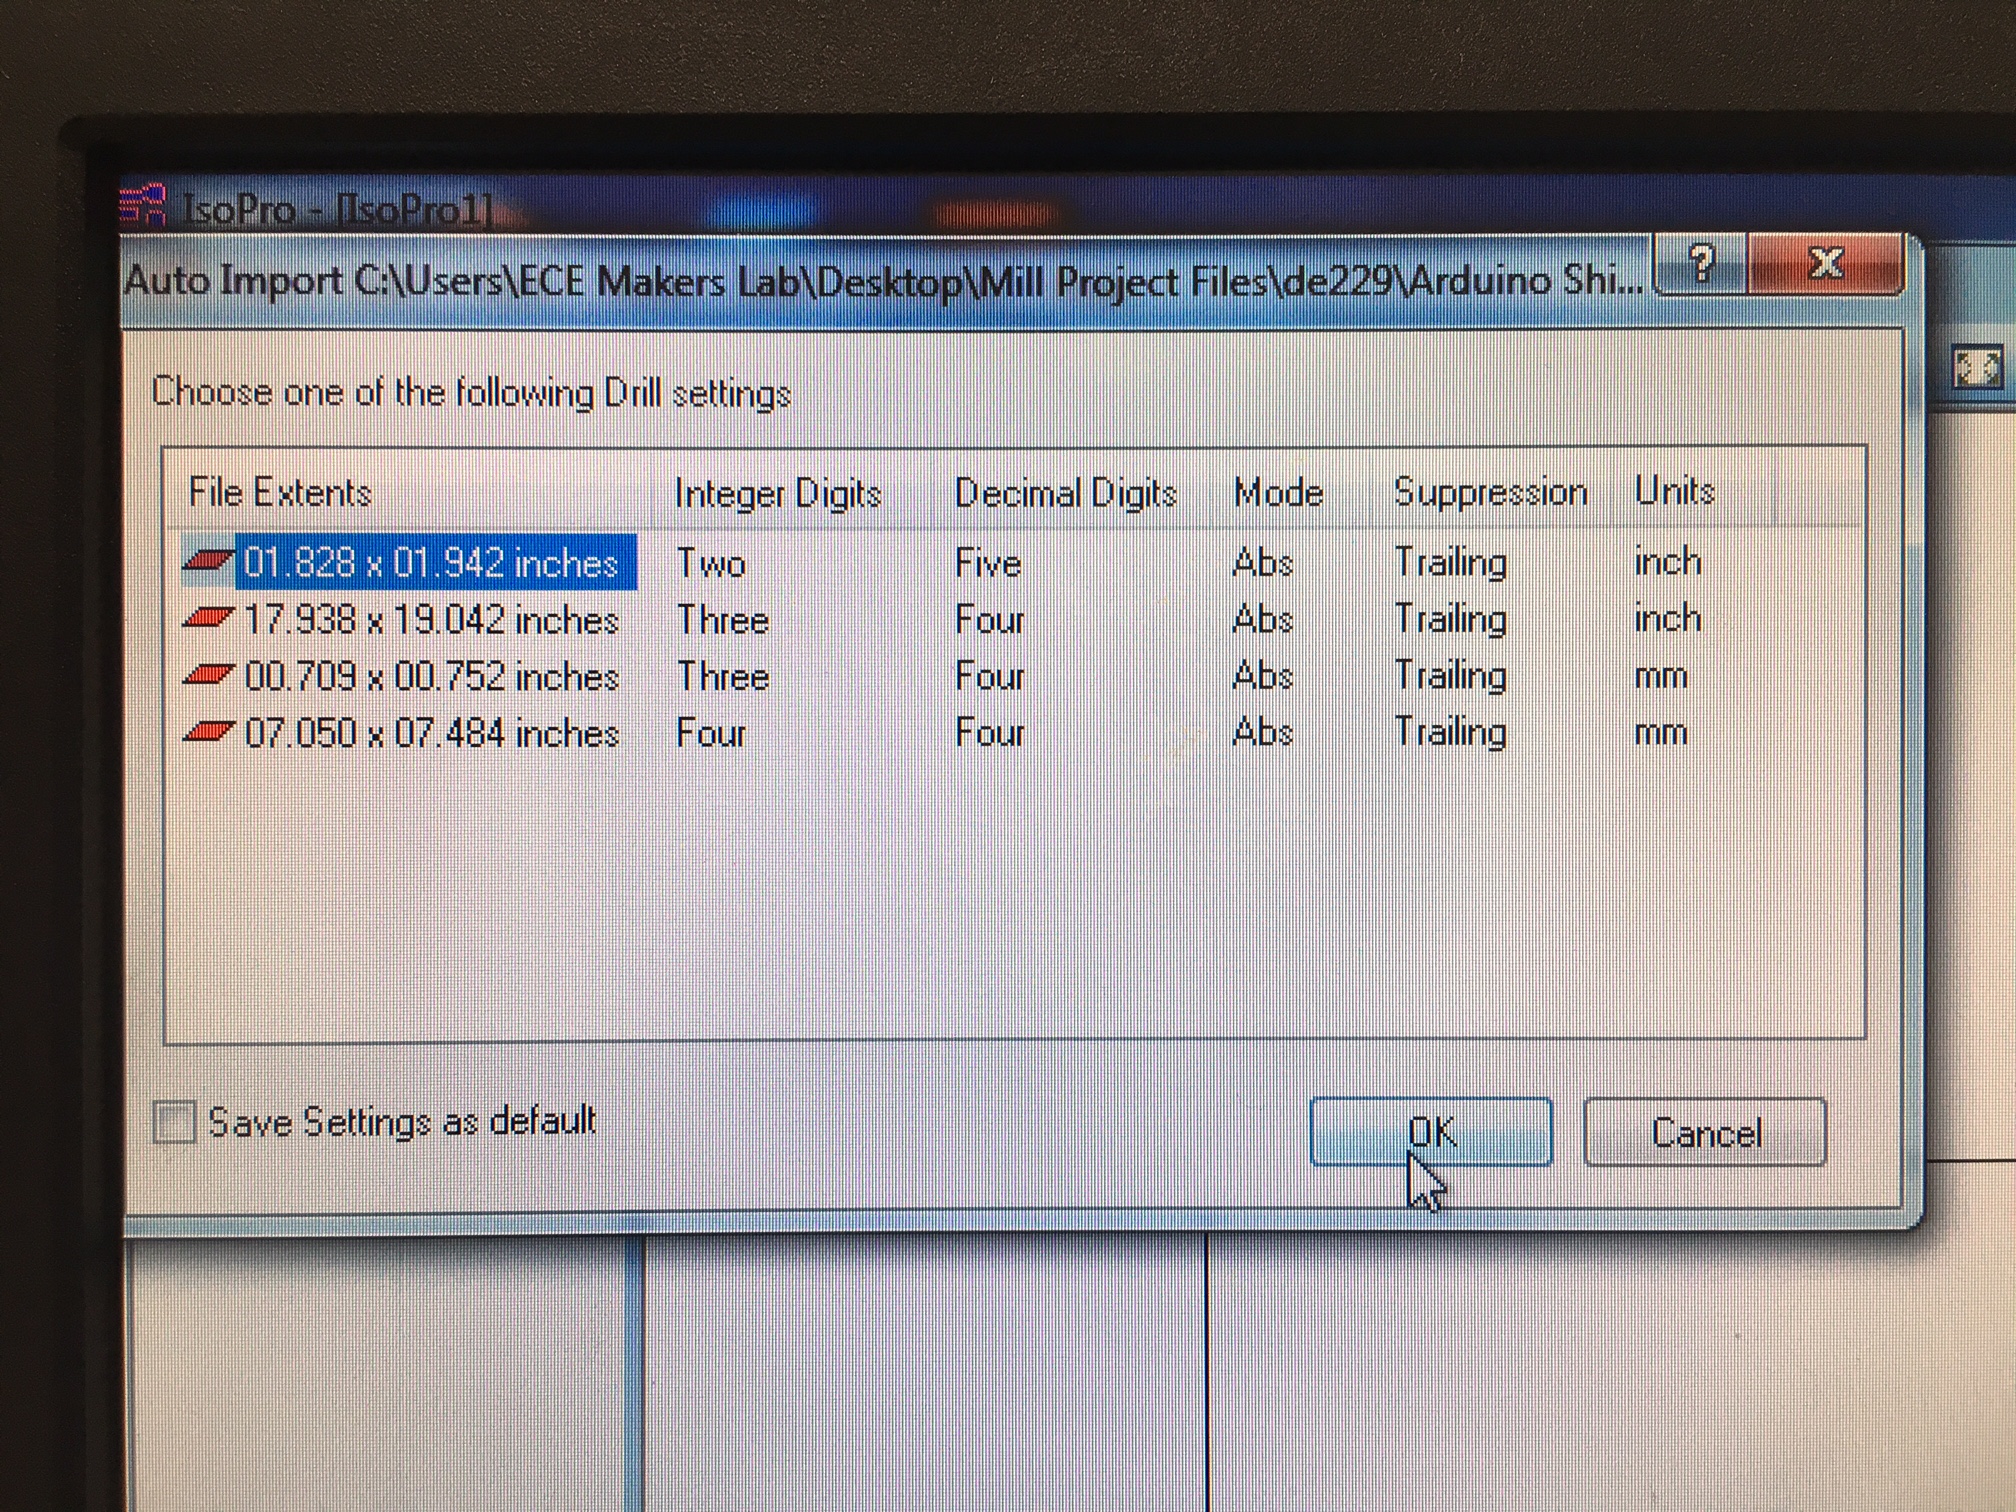 IsoPro - [IsoPro1]
Auto Import C:\Users\ECE Makers Lab\Desktop\Mill Project Files\de229\Arduino Shi...
?
X
Choose one of the following Drill settings
File Extents Integer Digits Decimal Digits Mode Suppression Units
01.828 x 01.942 inches Two Five Abs Trailing inch
17.938 x 19.042 inches Three Four Abs Trailing inch
00.709 x 00.752 inches Three Four Abs Trailing mm
07.050 x 07.484 inches Four Four Abs Trailing mm
Save Settings as default
OK
Cancel